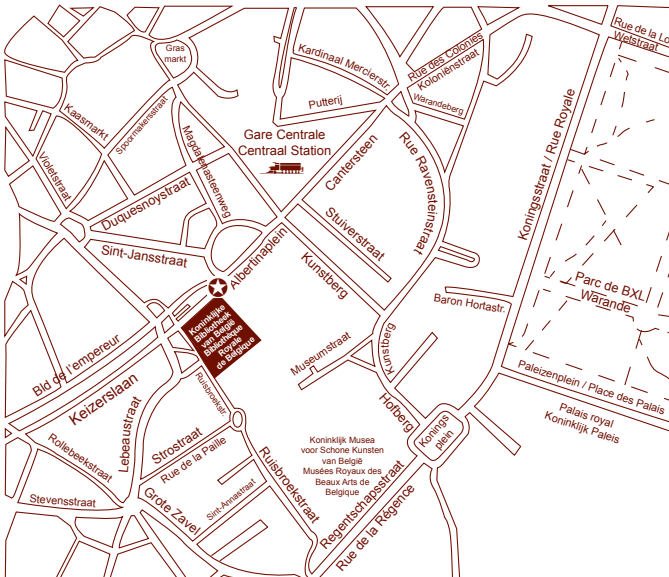 Gras
markt
Kardinaal Mercierstr.
Rue des Colonies
Koloniënstraat
Rue de la Lo
Wetstraat
Kaasmarkt
Spoormakersstraat
Putterij
Warandeberg
Magdalenasteenweg
Gare Centrale
Centraal Station
Cantersteen
Rue Ravensteinstraat
Koningsstraat / Rue Royale
Violetstraat
Duquesnoystraat
Stuiverstraat
Sint-Jansstraat
Albertinaplein
Kunstberg
Parc de BXL
Warande
Baron Hortastr.
Koninklijke
Bibliotheek
van België
Bibliothèque
Royale
de Belgique
Bld de l'empereur
Keizerslaan
Museumstraat
Kunstberg
Paleizenplein / Place des Palais
Palais royal
Koninklijk Paleis
Ruisbroekstr.
Lebeaustraat
Hofberg
Konings
plein
Rollebeekstraat
Strostraat
Rue de la Paille
Koninklijk Musea
voor Schone Kunsten
van België
Musées Royaux des
Beaux Arts de
Belgique
Ruisbroekstraat
Stevensstraat
Grote Zavel
Sint-Annastraat
Regentschapsstraat
Rue de la Régence